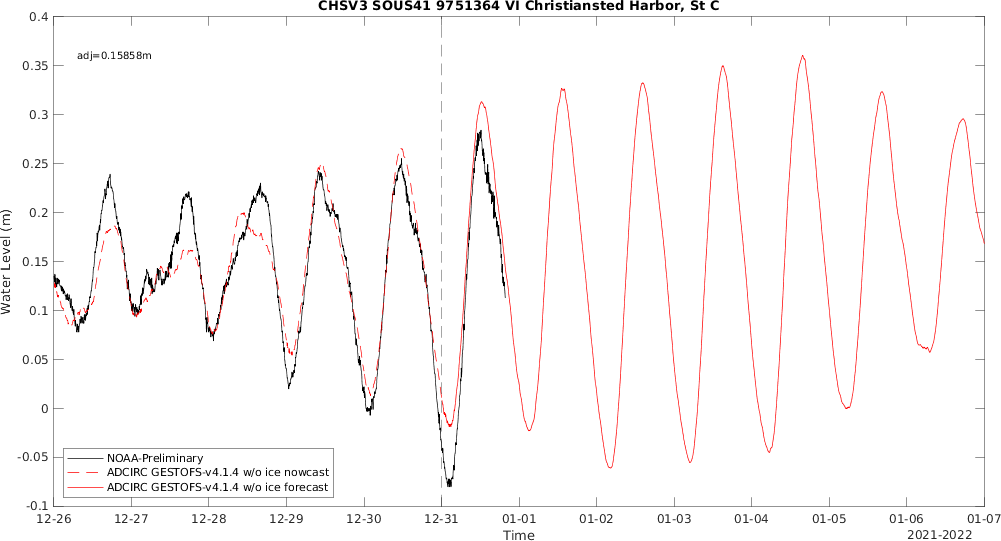 CHSV3 SOUS41 9751364 VI Christiansted Harbor, St C
adj=0.15858m
0.4
0.35
0.3
0.25
0.2
0.15
0.1
0.05
0
-0.05
-0.1
Water Level (m)
NOAA-Preliminary
ADCIRC GESTOFS-v4.1.4 w/o ice nowcast
ADCIRC GESTOFS-v4.1.4 w/o ice forecast
12-26 12-27 12-28 12-29 12-30 12-31 01-01 01-02 01-03 01-04 01-05 01-06 01-07
Time
2021-2022